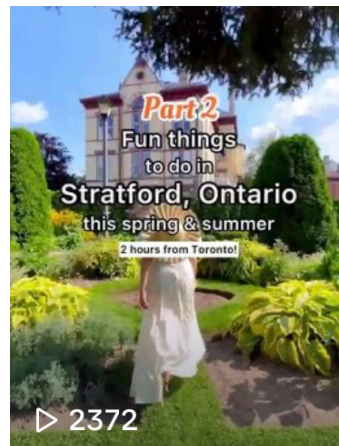 Part 2
Fun things
to do in
Stratford, Ontario
this spring & summer
2 hours from Toronto!
2372